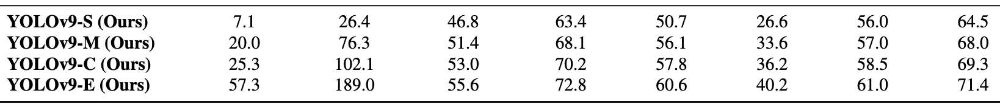 YOLOv9-S (Ours) 7.1 26.4 46.8 63.4 50.7 26.6 56.0 64.5
YOLOv9-M (Ours) 20.0 76.3 51.4 68.1 56.1 33.6 57.0 68.0
YOLOv9-C (Ours) 25.3 102.1 53.0 70.2 57.8 36.2 58.5 69.3
YOLOv9-E (Ours) 57.3 189.0 55.6 72.8 60.6 40.2 61.0 71.4